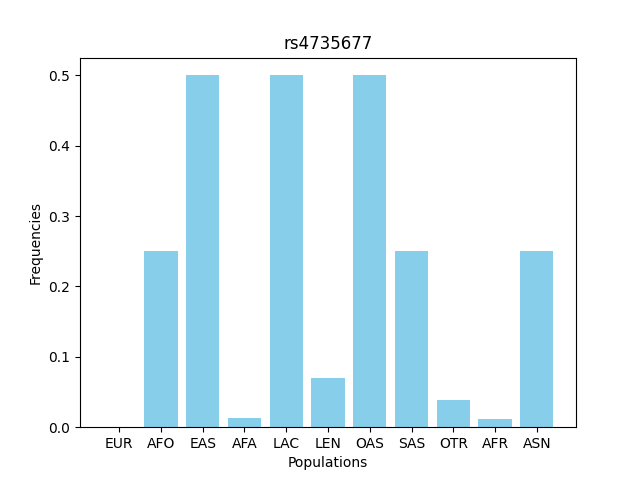 rs4735677
0.5
0.4
0.3
0.2
0.1
0.0
Frequencies
EUR AFO EAS AFA LAC LEN OAS SAS OTR AFR ASN
Populations